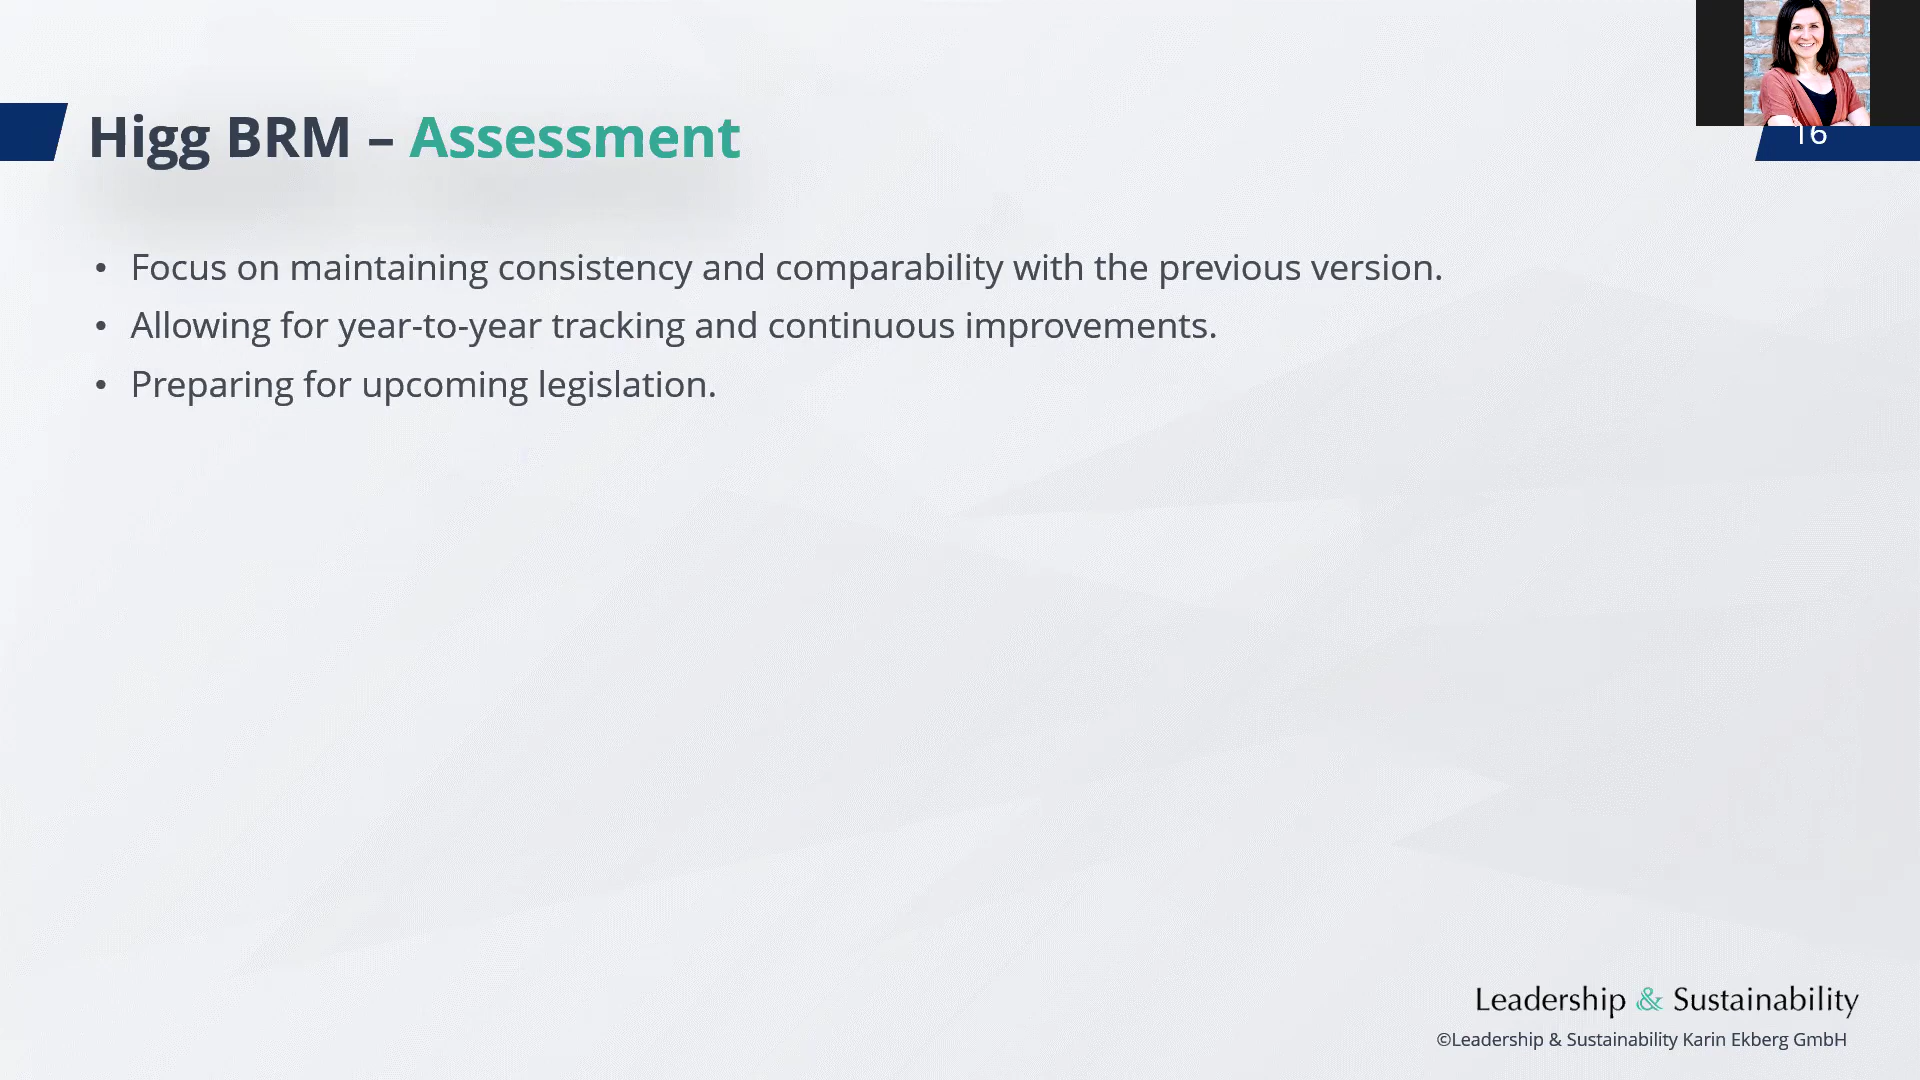 Higg BRM – Assessment
16
• Focus on maintaining consistency and comparability with the previous version.
• Allowing for year-to-year tracking and continuous improvements.
• Preparing for upcoming legislation.
Leadership & Sustainability
©Leadership & Sustainability Karin Ekberg GmbH